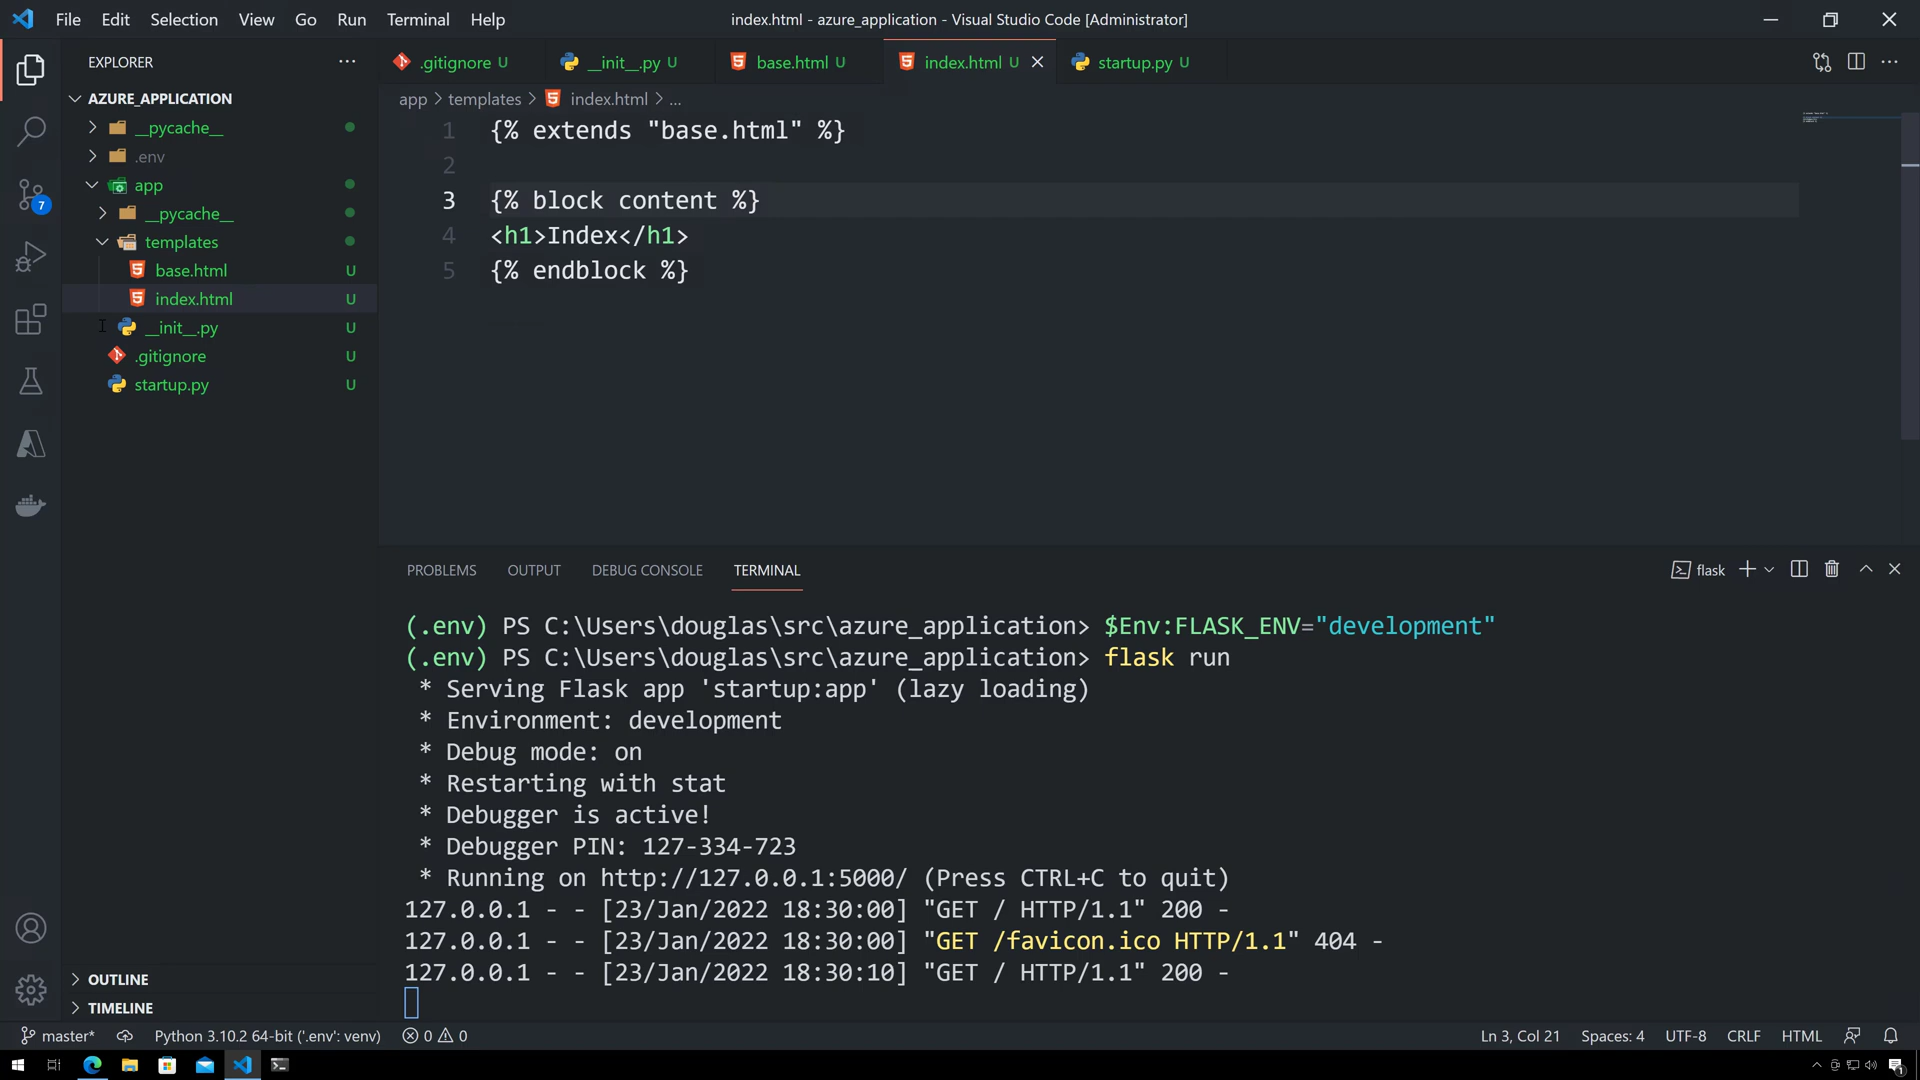 File Edit Selection View Go Run Terminal Help
index.html - azure_application - Visual Studio Code [Administrator]
EXPLORER
.gitignore U
__init__.py U
base.html U
index.html U
startup.py U
AZURE_APPLICATION
__pycache__
.env
app
__pycache__
templates
base.html U
index.html U
__init__.py U
.gitignore U
startup.py U
app > templates > index.html > ...
1 {% extends "base.html" %}
2
3 {% block content %}
4 <h1>Index</h1>
5 {% endblock %}
7
PROBLEMS OUTPUT DEBUG CONSOLE TERMINAL
flask
(.env) PS C:\Users\douglas\src\azure_application> $Env:FLASK_ENV="development"
(.env) PS C:\Users\douglas\src\azure_application> flask run
* Serving Flask app 'startup:app' (lazy loading)
* Environment: development
* Debug mode: on
* Restarting with stat
* Debugger is active!
* Debugger PIN: 127-334-723
* Running on http://127.0.0.1:5000/ (Press CTRL+C to quit)
127.0.0.1 - - [23/Jan/2022 18:30:00] "GET / HTTP/1.1" 200 -
127.0.0.1 - - [23/Jan/2022 18:30:00] "GET /favicon.ico HTTP/1.1" 404 -
127.0.0.1 - - [23/Jan/2022 18:30:10] "GET / HTTP/1.1" 200 -
OUTLINE
TIMELINE
master* Python 3.10.2 64-bit ('.env': venv) 0 0
Ln 3, Col 21 Spaces: 4 UTF-8 CRLF HTML
1